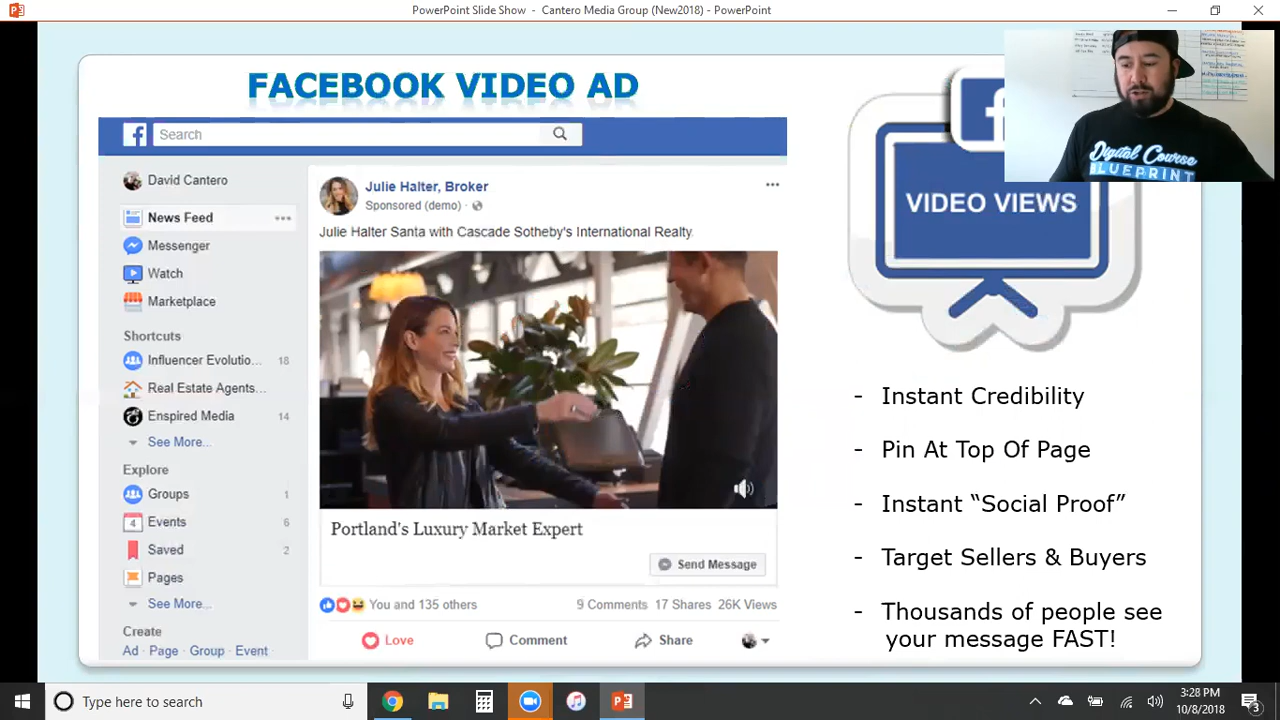 PowerPoint Slide Show - Cantero Media Group (New2018) - PowerPoint
FACEBOOK VIDEO AD
Search
David Cantero
News Feed
Messenger
Watch
Marketplace
Shortcuts
Influencer Evolutio... 18
Real Estate Agents...
Enspired Media 14
See More...
Explore
Groups 1
Events 6
Saved 2
Pages
See More...
Create
Ad · Page · Group · Event ·
Julie Halter, Broker
Sponsored (demo) ·
Julie Halter Santa with Cascade Sotheby's International Realty.
Portland's Luxury Market Expert
Send Message
You and 135 others 9 Comments 17 Shares 26K Views
Love Comment Share
Digital Course
BLUEPRINT
VIDEO VIEWS
- Instant Credibility
- Pin At Top Of Page
- Instant “Social Proof”
- Target Sellers & Buyers
- Thousands of people see
your message FAST!
Type here to search
3:28 PM
10/8/2018
3